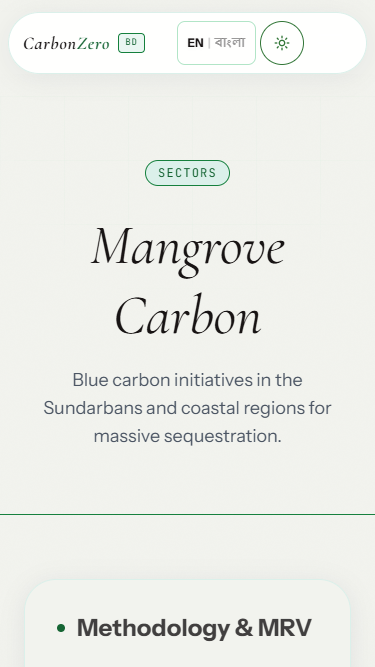 CarbonZero BD EN | বাংলা
SECTORS
Mangrove
Carbon
Blue carbon initiatives in the
Sundarbans and coastal regions for
massive sequestration.
• Methodology & MRV